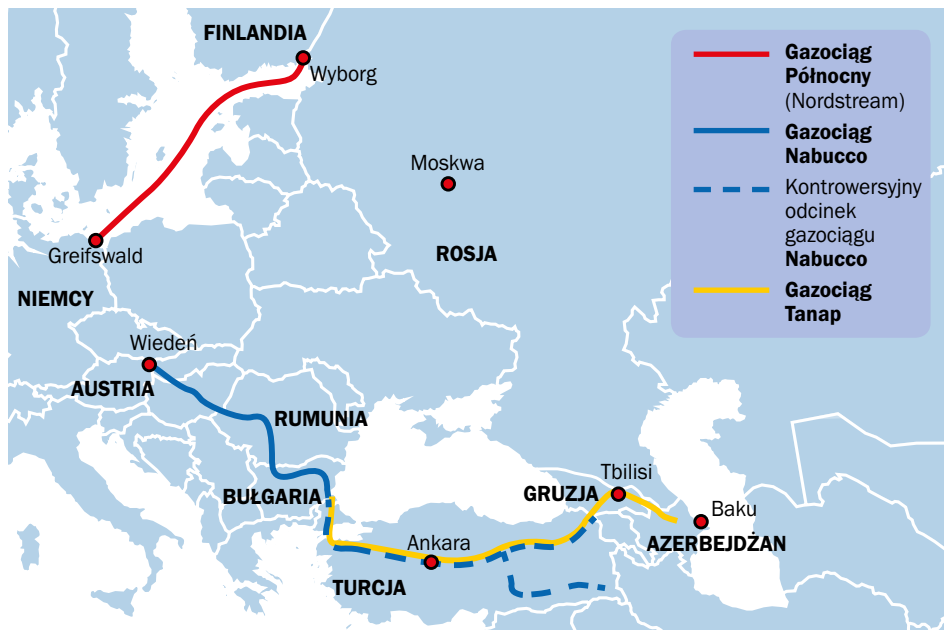 FINLANDIA
Wyborg
Moskwa
Greifswald
ROSJA
NIEMCY
Wiedeń
AUSTRIA
RUMUNIA
BUŁGARIA
Tbilisi
GRUZJA
Baku
AZERBEJDŻAN
Ankara
TURCJA
Gazociąg
Północny
(Nordstream)
Gazociąg
Nabucco
Kontrowersyjny
odcinek
gazociągu
Nabucco
Gazociąg
Tanap